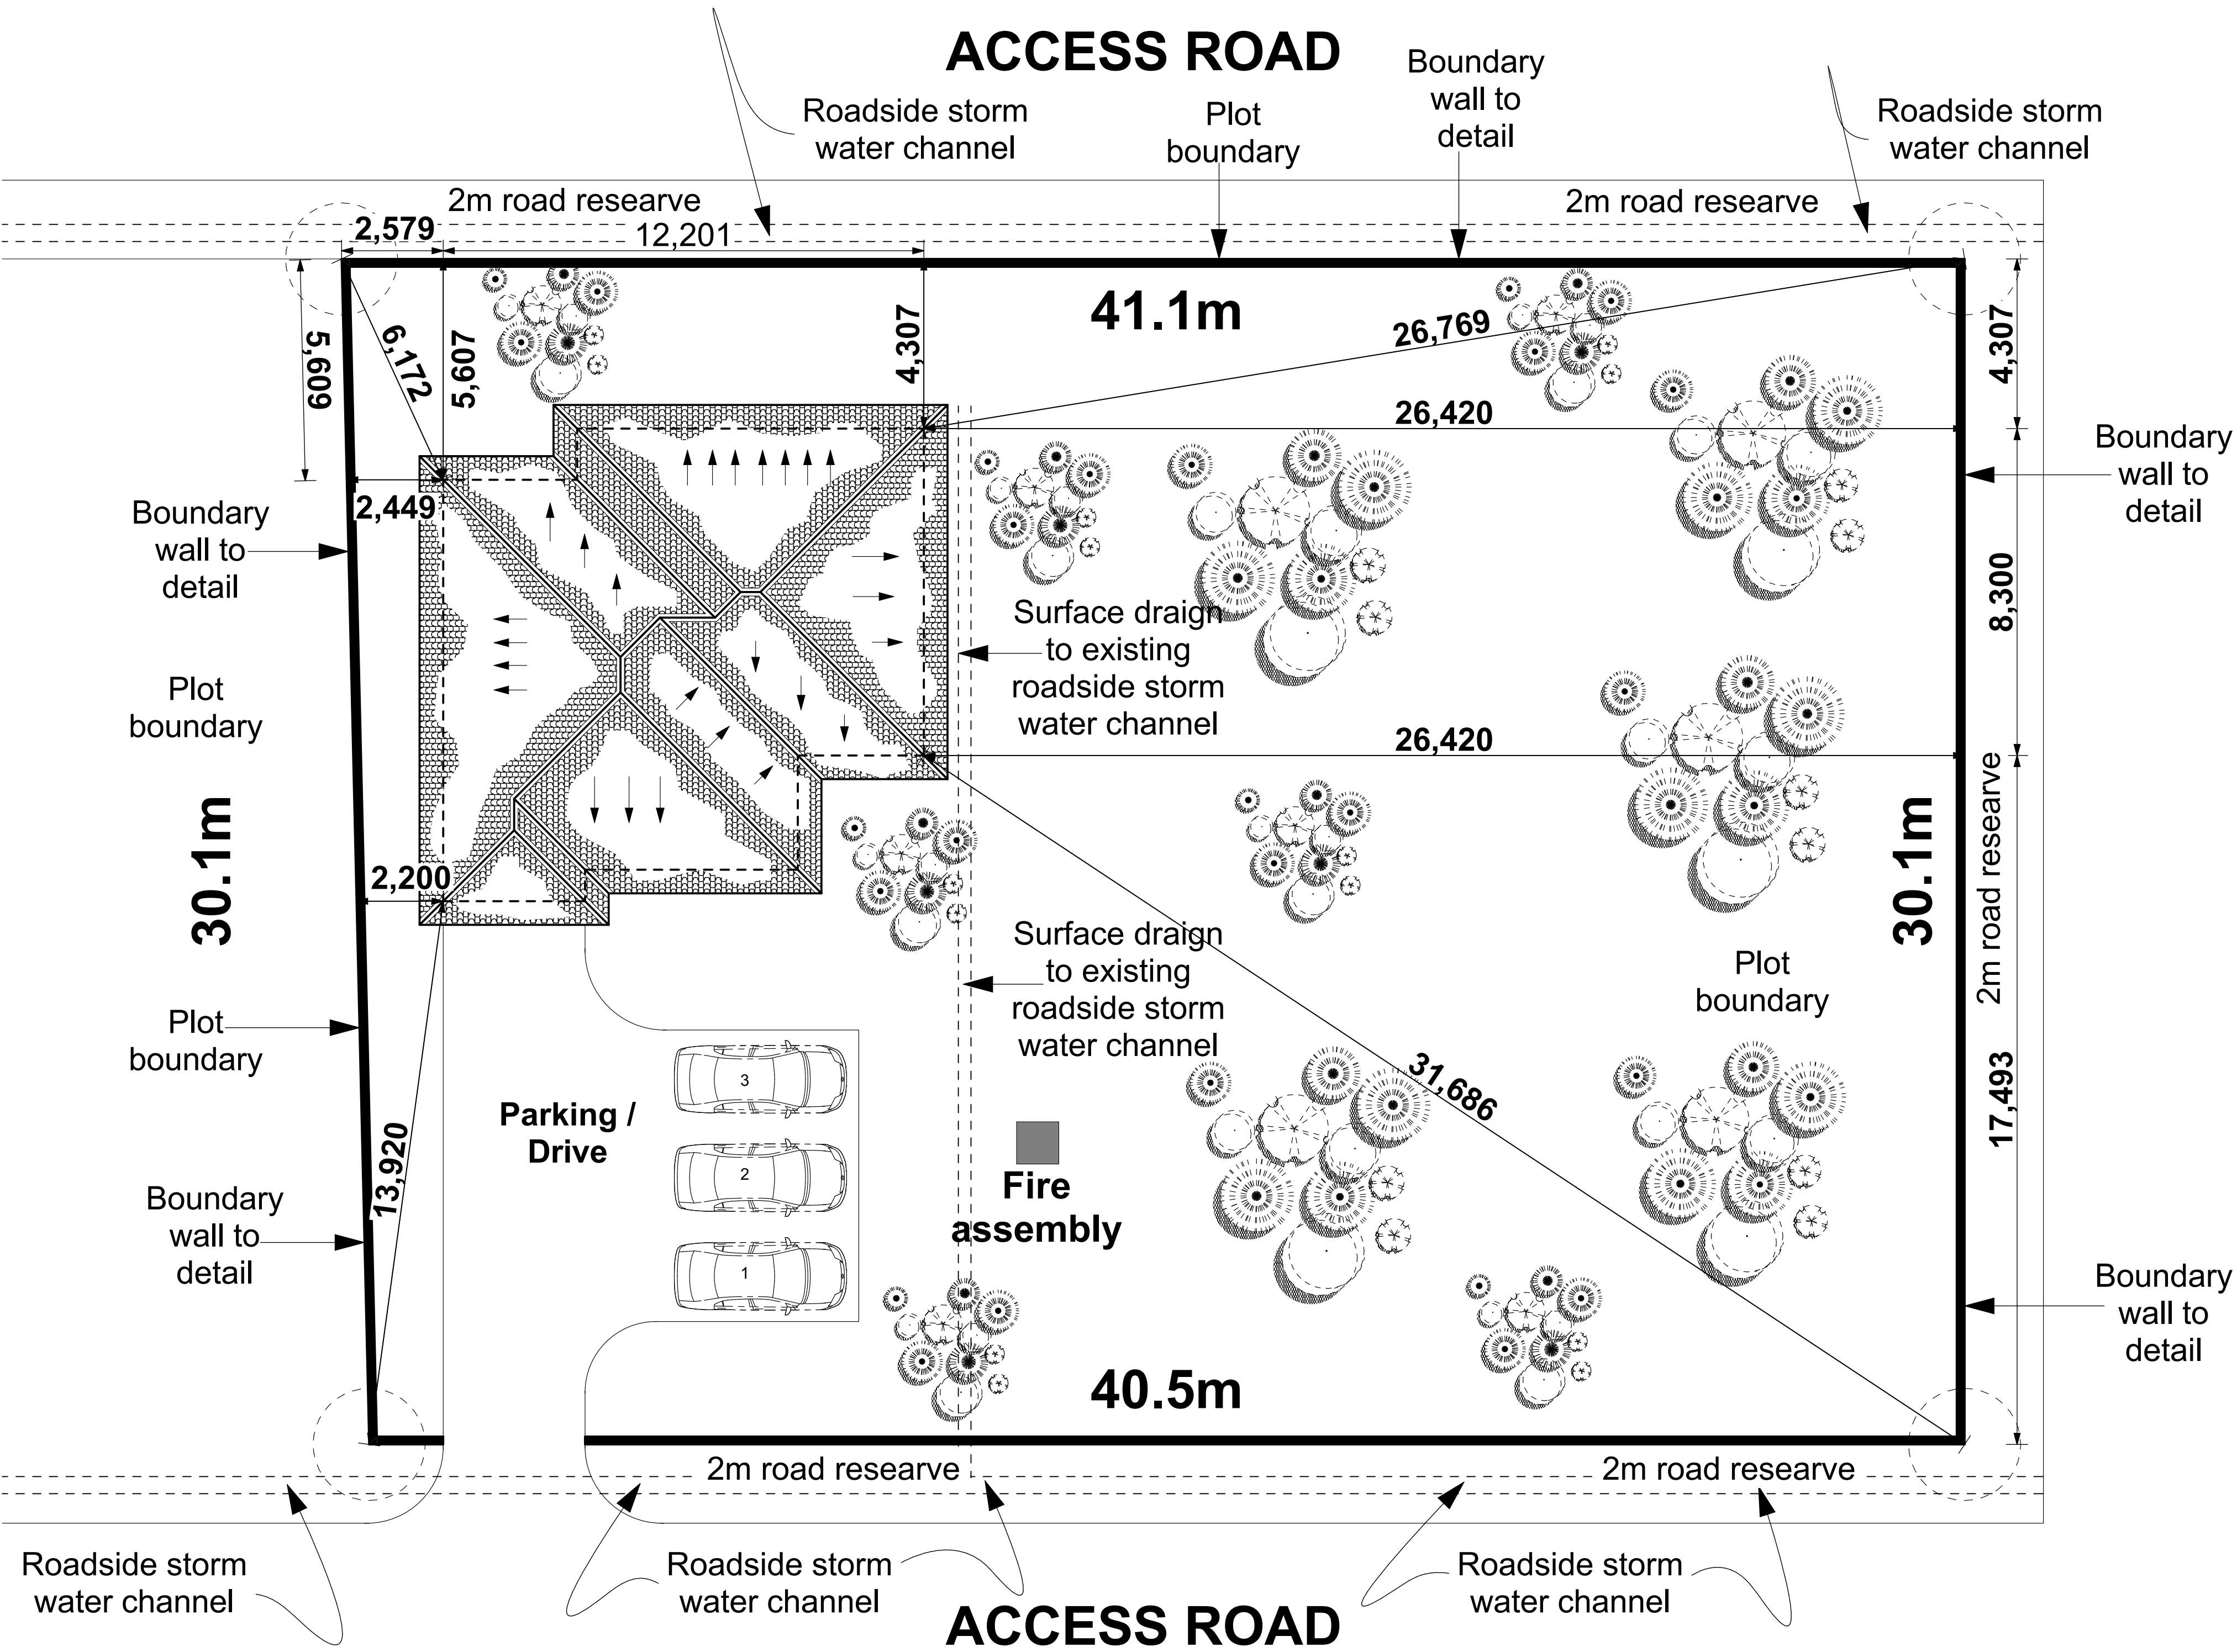 ACCESS ROAD
Roadside storm
water channel
Plot
boundary
Boundary
wall to
detail
Roadside storm
water channel
2m road researve
2m road researve
2,579
12,201
41.1m
5,609
6,172
5,607
4,307
26,769
4,307
26,420
2,449
Boundary
wall to
detail
Boundary
wall to
detail
8,300
Surface draign
to existing
roadside storm
water channel
Plot
boundary
26,420
30.1m
2,200
30.1m
2m road researve
Surface draign
to existing
roadside storm
water channel
Plot
boundary
Plot
boundary
17,493
31,686
3
2
1
Parking /
Drive
13,920
Fire
assembly
Boundary
wall to
detail
Boundary
wall to
detail
40.5m
2m road researve
2m road researve
Roadside storm
water channel
Roadside storm
water channel
Roadside storm
water channel
ACCESS ROAD